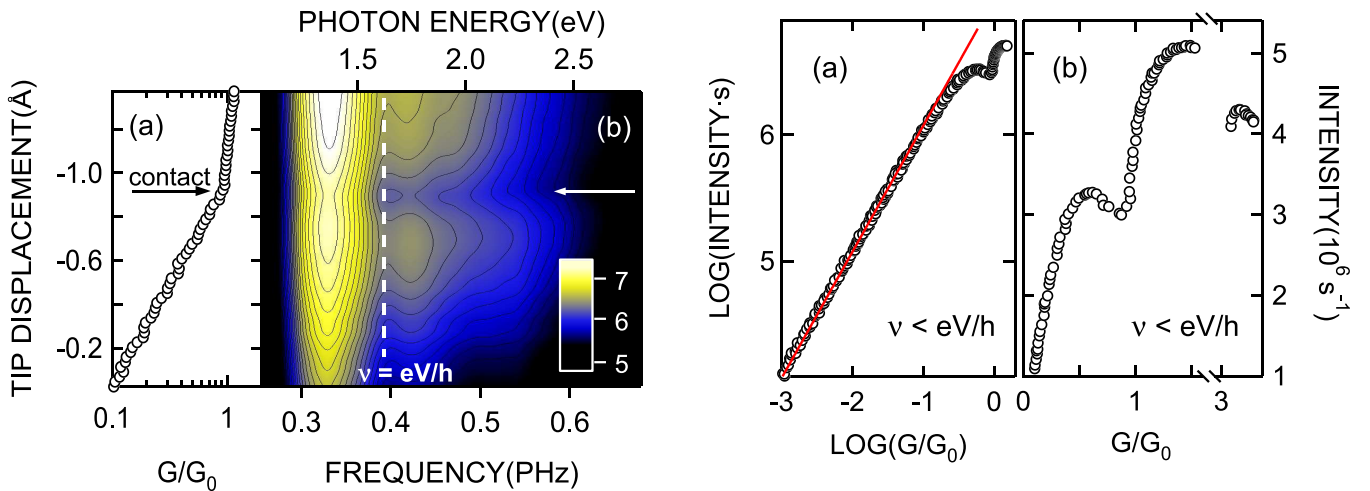 PHOTON ENERGY(eV)
1.5 2.0 2.5
TIP DISPLACEMENT(Å)
-1.0
-0.6
-0.2
(a)
contact
(b)
7
6
5
ν = eV/h
0.1 1
0.3 0.4 0.5 0.6
G/G0
FREQUENCY(PHz)
LOG(INTENSITY·s)
6
5
(a)
ν < eV/h
-3 -2 -1 0
LOG(G/G0)
(b)
ν < eV/h
0 1 3
G/G0
5
4
3
2
1
INTENSITY(10^6 s^-1)